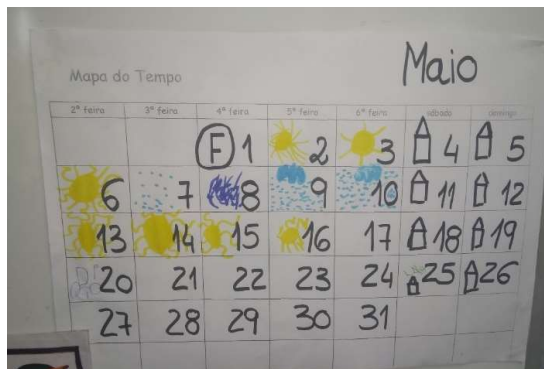 Maio
Mapa do Tempo
2ª feira 3ª feira 4ª feira 5ª feira 6ª feira sábado domingo
F 1 2 3 4 5
6 7 8 9 10 11 12
13 14 15 16 17 18 19
20 21 22 23 24 25 26
27 28 29 30 31